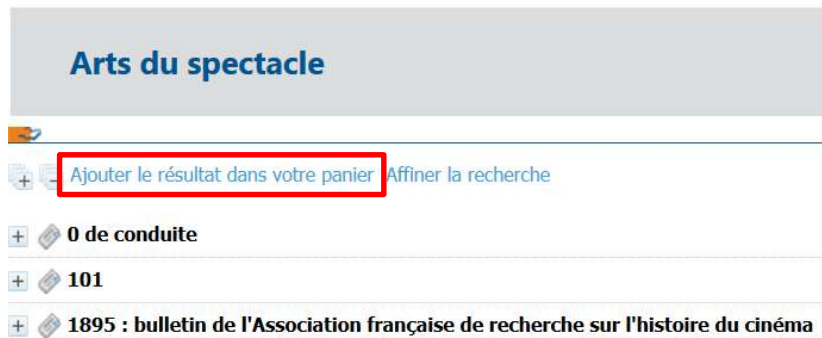 Arts du spectacle
Ajouter le résultat dans votre panier Affiner la recherche
0 de conduite
101
1895 : bulletin de l'Association française de recherche sur l'histoire du cinéma